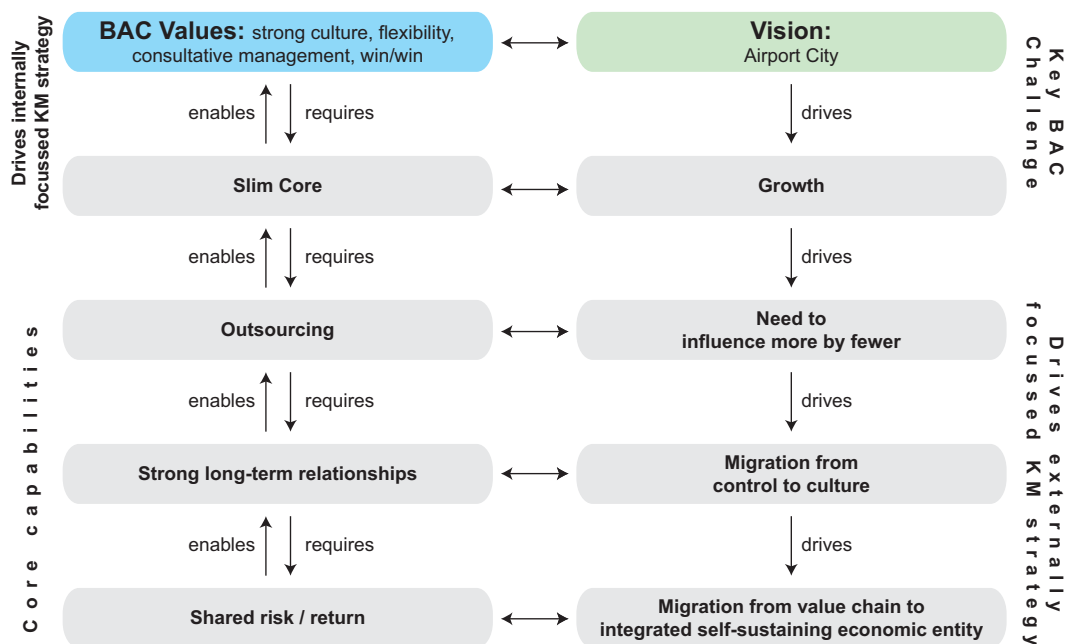 BAC Values: strong culture, flexibility,
consultative management, win/win
Vision:
Airport City
enables
requires
drives
Slim Core
Growth
enables
requires
drives
Outsourcing
Need to
influence more by fewer
enables
requires
drives
Strong long-term relationships
Migration from
control to culture
enables
requires
drives
Shared risk / return
Migration from value chain to
integrated self-sustaining economic entity
Drives internally
focussed KM strategy
Core capabilities
Key BAC
Challenge
Drives externally
focussed KM strategy